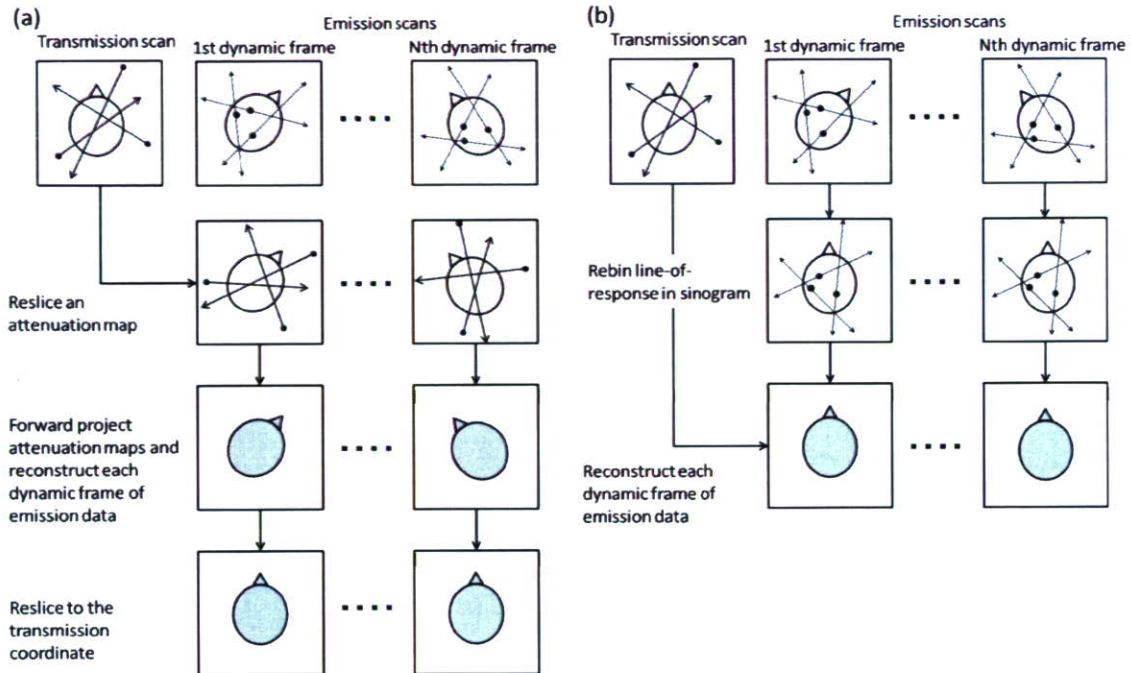 (a)
Emission scans
Transmission scan
1st dynamic frame
Nth dynamic frame
Reslice an
attenuation map
Forward project
attenuation maps and
reconstruct each
dynamic frame of
emission data
Reslice to the
transmission
coordinate
(b)
Emission scans
Transmission scan
1st dynamic frame
Nth dynamic frame
Rebin line-of-
response in sinogram
Reconstruct each
dynamic frame of
emission data